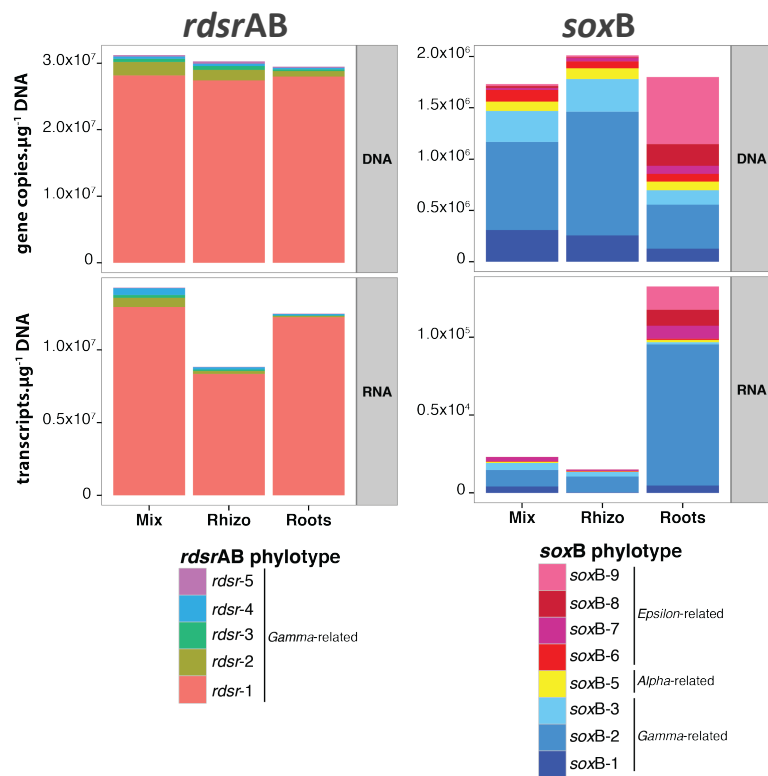 rdsrAB
soxB
gene copies.µg⁻¹ DNA
3.0x10⁷
2.0x10⁷
1.0x10⁷
0
DNA
2.0x10⁶
1.5x10⁶
1.0x10⁶
0.5x10⁶
0
DNA
transcripts.µg⁻¹ DNA
1.0x10⁷
0.5x10⁷
0
RNA
1.0x10⁵
0.5x10⁴
0
RNA
Mix Rhizo Roots
Mix Rhizo Roots
rdsrAB phylotype
rdsr-5
rdsr-4
rdsr-3
rdsr-2
rdsr-1
Gamma-related
soxB phylotype
soxB-9
soxB-8
soxB-7
soxB-6
soxB-5
soxB-3
soxB-2
soxB-1
Epsilon-related
Alpha-related
Gamma-related